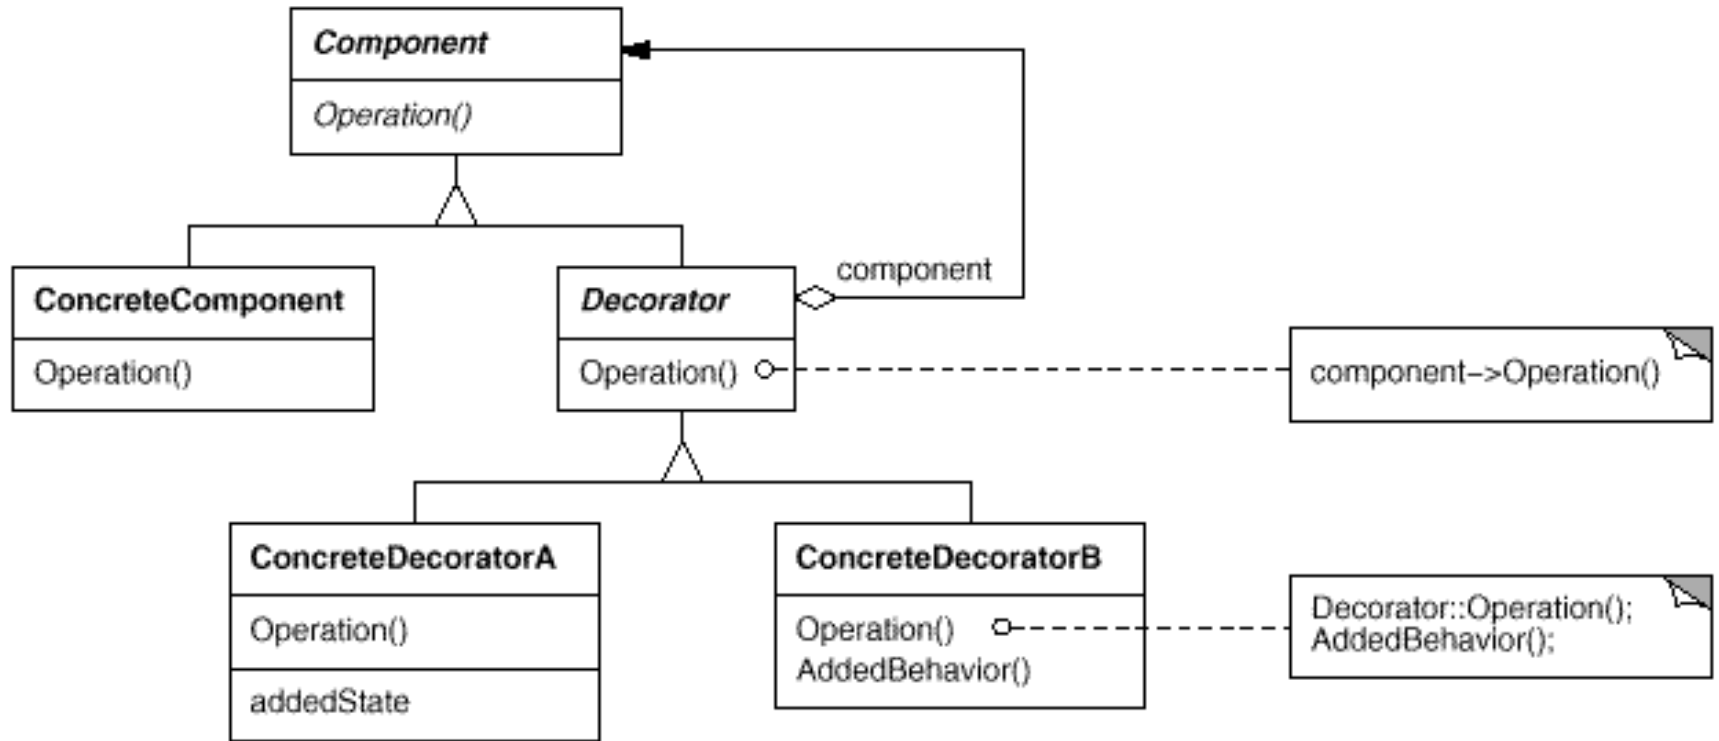 Component
Operation()
component
ConcreteComponent
Decorator
Operation()
Operation()
component–>Operation()
ConcreteDecoratorA
ConcreteDecoratorB
Operation()
addedState
Operation()
AddedBehavior()
Decorator::Operation();
AddedBehavior();